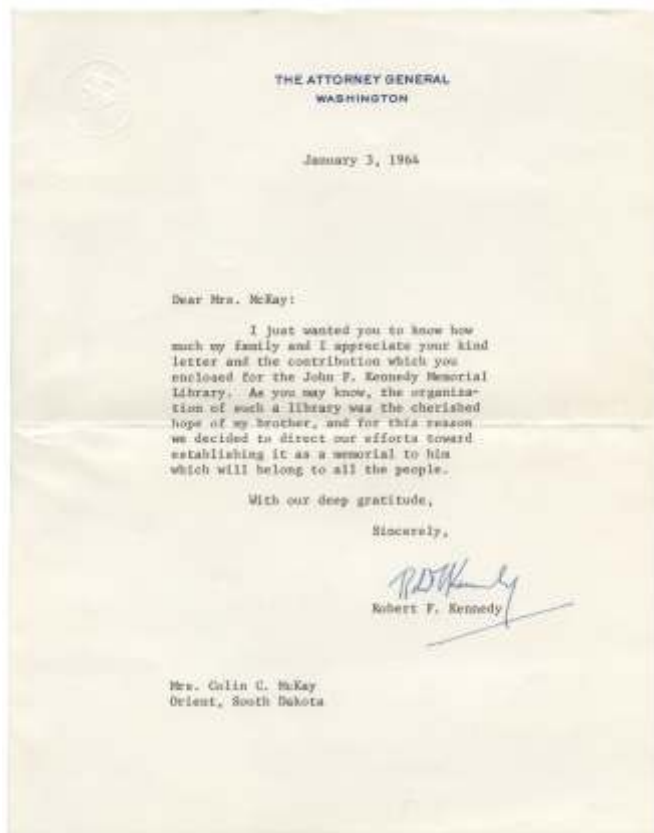 THE ATTORNEY GENERAL
WASHINGTON
January 3, 1964
Dear Mrs. McKay:
I just wanted you to know how
much my family and I appreciate your kind
letter and the contribution which you
enclosed for the John F. Kennedy Memorial
Library. As you may know, the organiza-
tion of such a library was the cherished
hope of my brother, and for this reason
we decided to direct our efforts toward
establishing it as a memorial to him
which will belong to all the people.
With our deep gratitude,
Sincerely,
Robert F. Kennedy
Mrs. Colin C. McKay
Orient, South Dakota